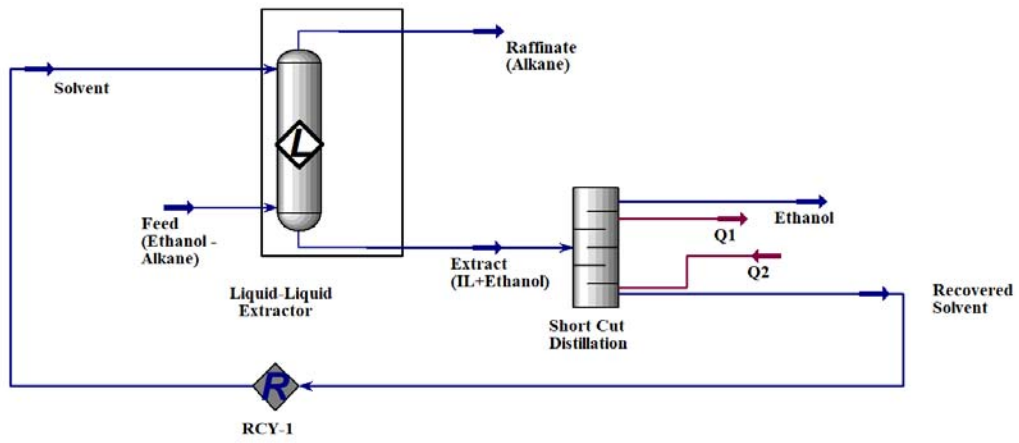 Raffinate
(Alkane)
Solvent
L
Feed
(Ethanol -
Alkane)
Ethanol
Q1
Extract
(IL+Ethanol)
Q2
Liquid-Liquid
Extractor
Recovered
Solvent
Short Cut
Distillation
R
RCY-1